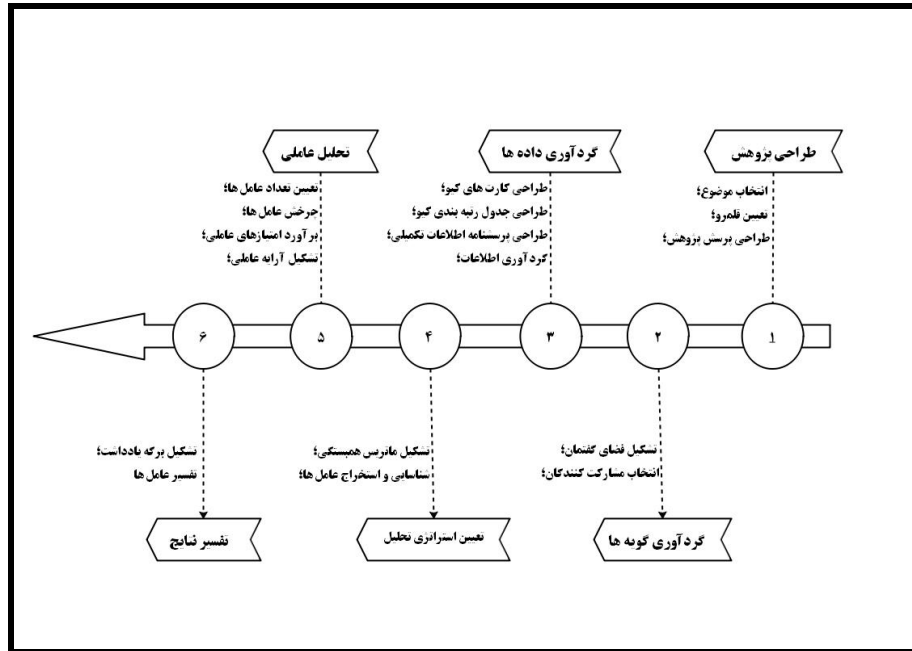 طراحی پژوهش
انتخاب موضوع؛
تعیین قلمرو؛
طراحی پرسش پژوهش؛
۱
۲
تشکیل فضای گفتمان؛
انتخاب مشارکت کنندگان؛
گردآوری گویه ها
گردآوری داده ها
طراحی کارت های کیو؛
طراحی جدول رتبه بندی کیو؛
طراحی پرسشنامه اطلاعات تکمیلی؛
گردآوری اطلاعات؛
۳
۴
تشکیل ماتریس همبستگی؛
شناسایی و استخراج عامل ها؛
تعیین استراتژی تحلیل
تحلیل عاملی
تعیین تعداد عامل ها؛
چرخش عامل ها؛
برآورد امتیازهای عاملی؛
تشکیل آرایه عاملی؛
۵
۶
تشکیل برگه یادداشت؛
تفسیر عامل ها
تفسیر نتایج